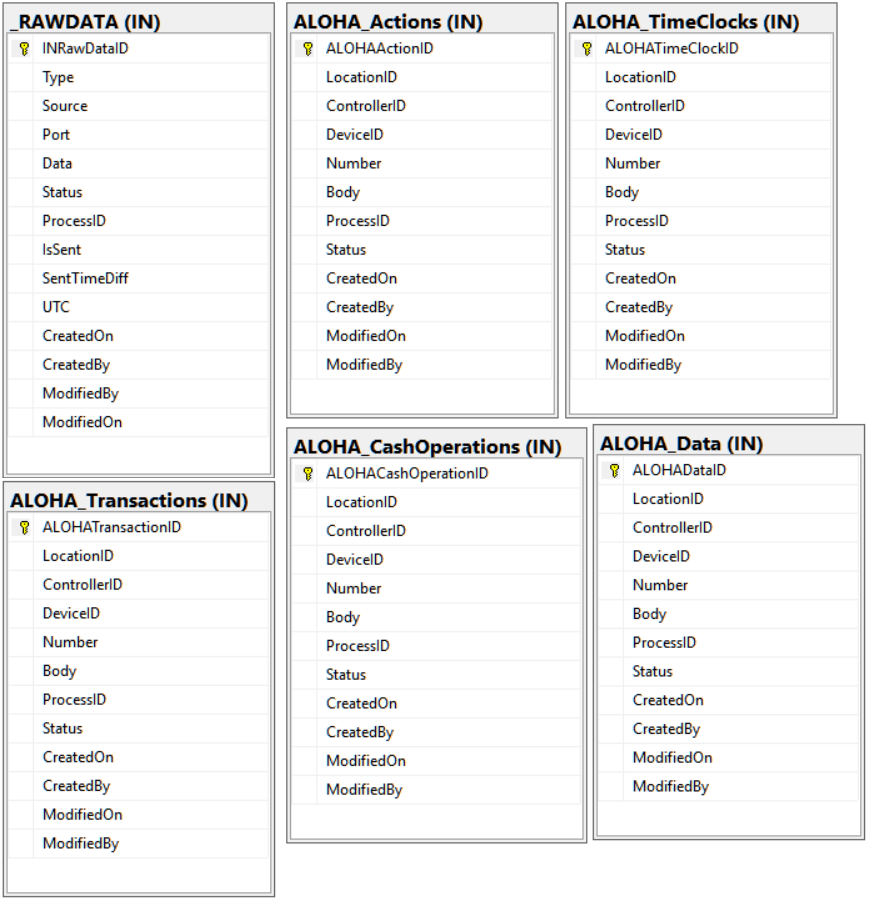 _RAWDATA (IN)
INRawDataID
Type
Source
Port
Data
Status
ProcessID
IsSent
SentTimeDiff
UTC
CreatedOn
CreatedBy
ModifiedBy
ModifiedOn
ALOHA_Actions (IN)
ALOHAActionID
LocationID
ControllerID
DeviceID
Number
Body
ProcessID
Status
CreatedOn
CreatedBy
ModifiedOn
ModifiedBy
ALOHA_TimeClocks (IN)
ALOHATimeClockID
LocationID
ControllerID
DeviceID
Number
Body
ProcessID
Status
CreatedOn
CreatedBy
ModifiedOn
ModifiedBy
ALOHA_Transactions (IN)
ALOHATransactionID
LocationID
ControllerID
DeviceID
Number
Body
ProcessID
Status
CreatedOn
CreatedBy
ModifiedOn
ModifiedBy
ALOHA_CashOperations (IN)
ALOHACashOperationID
LocationID
ControllerID
DeviceID
Number
Body
ProcessID
Status
CreatedOn
CreatedBy
ModifiedOn
ModifiedBy
ALOHA_Data (IN)
ALOHADataID
LocationID
ControllerID
DeviceID
Number
Body
ProcessID
Status
CreatedOn
CreatedBy
ModifiedOn
ModifiedBy